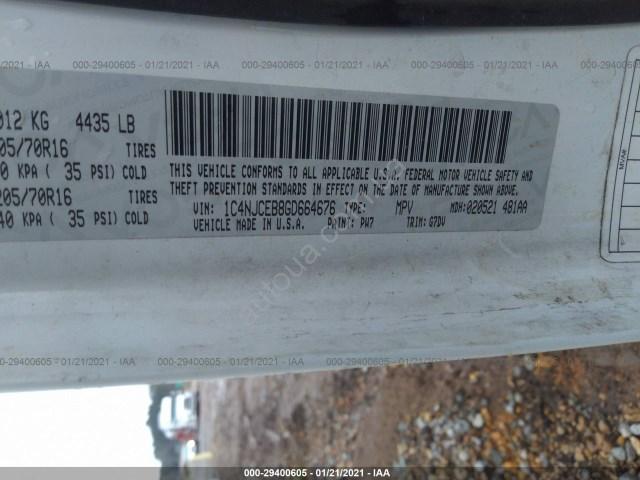 000-29400605 - 01/21/2021 - IAA
012 KG 4435 LB
05/70R16 TIRES
0 KPA ( 35 PSI) COLD
205/70R16 TIRES
40 KPA ( 35 PSI) COLD
THIS VEHICLE CONFORMS TO ALL APPLICABLE U.S.A. FEDERAL MOTOR VEHICLE SAFETY AND
THEFT PREVENTION STANDARDS IN EFFECT ON THE DATE OF MANUFACTURE SHOWN ABOVE.
VIN: 1C4NJCEB8GD664676 TYPE: MPV MDH: 020521 481AA
VEHICLE MADE IN U.S.A. PAINT: PW7 TRIM: G7DV
000-29400605 - 01/21/2021 - IAA
autoua.com
000-29400605 - 01/21/2021 - IAA